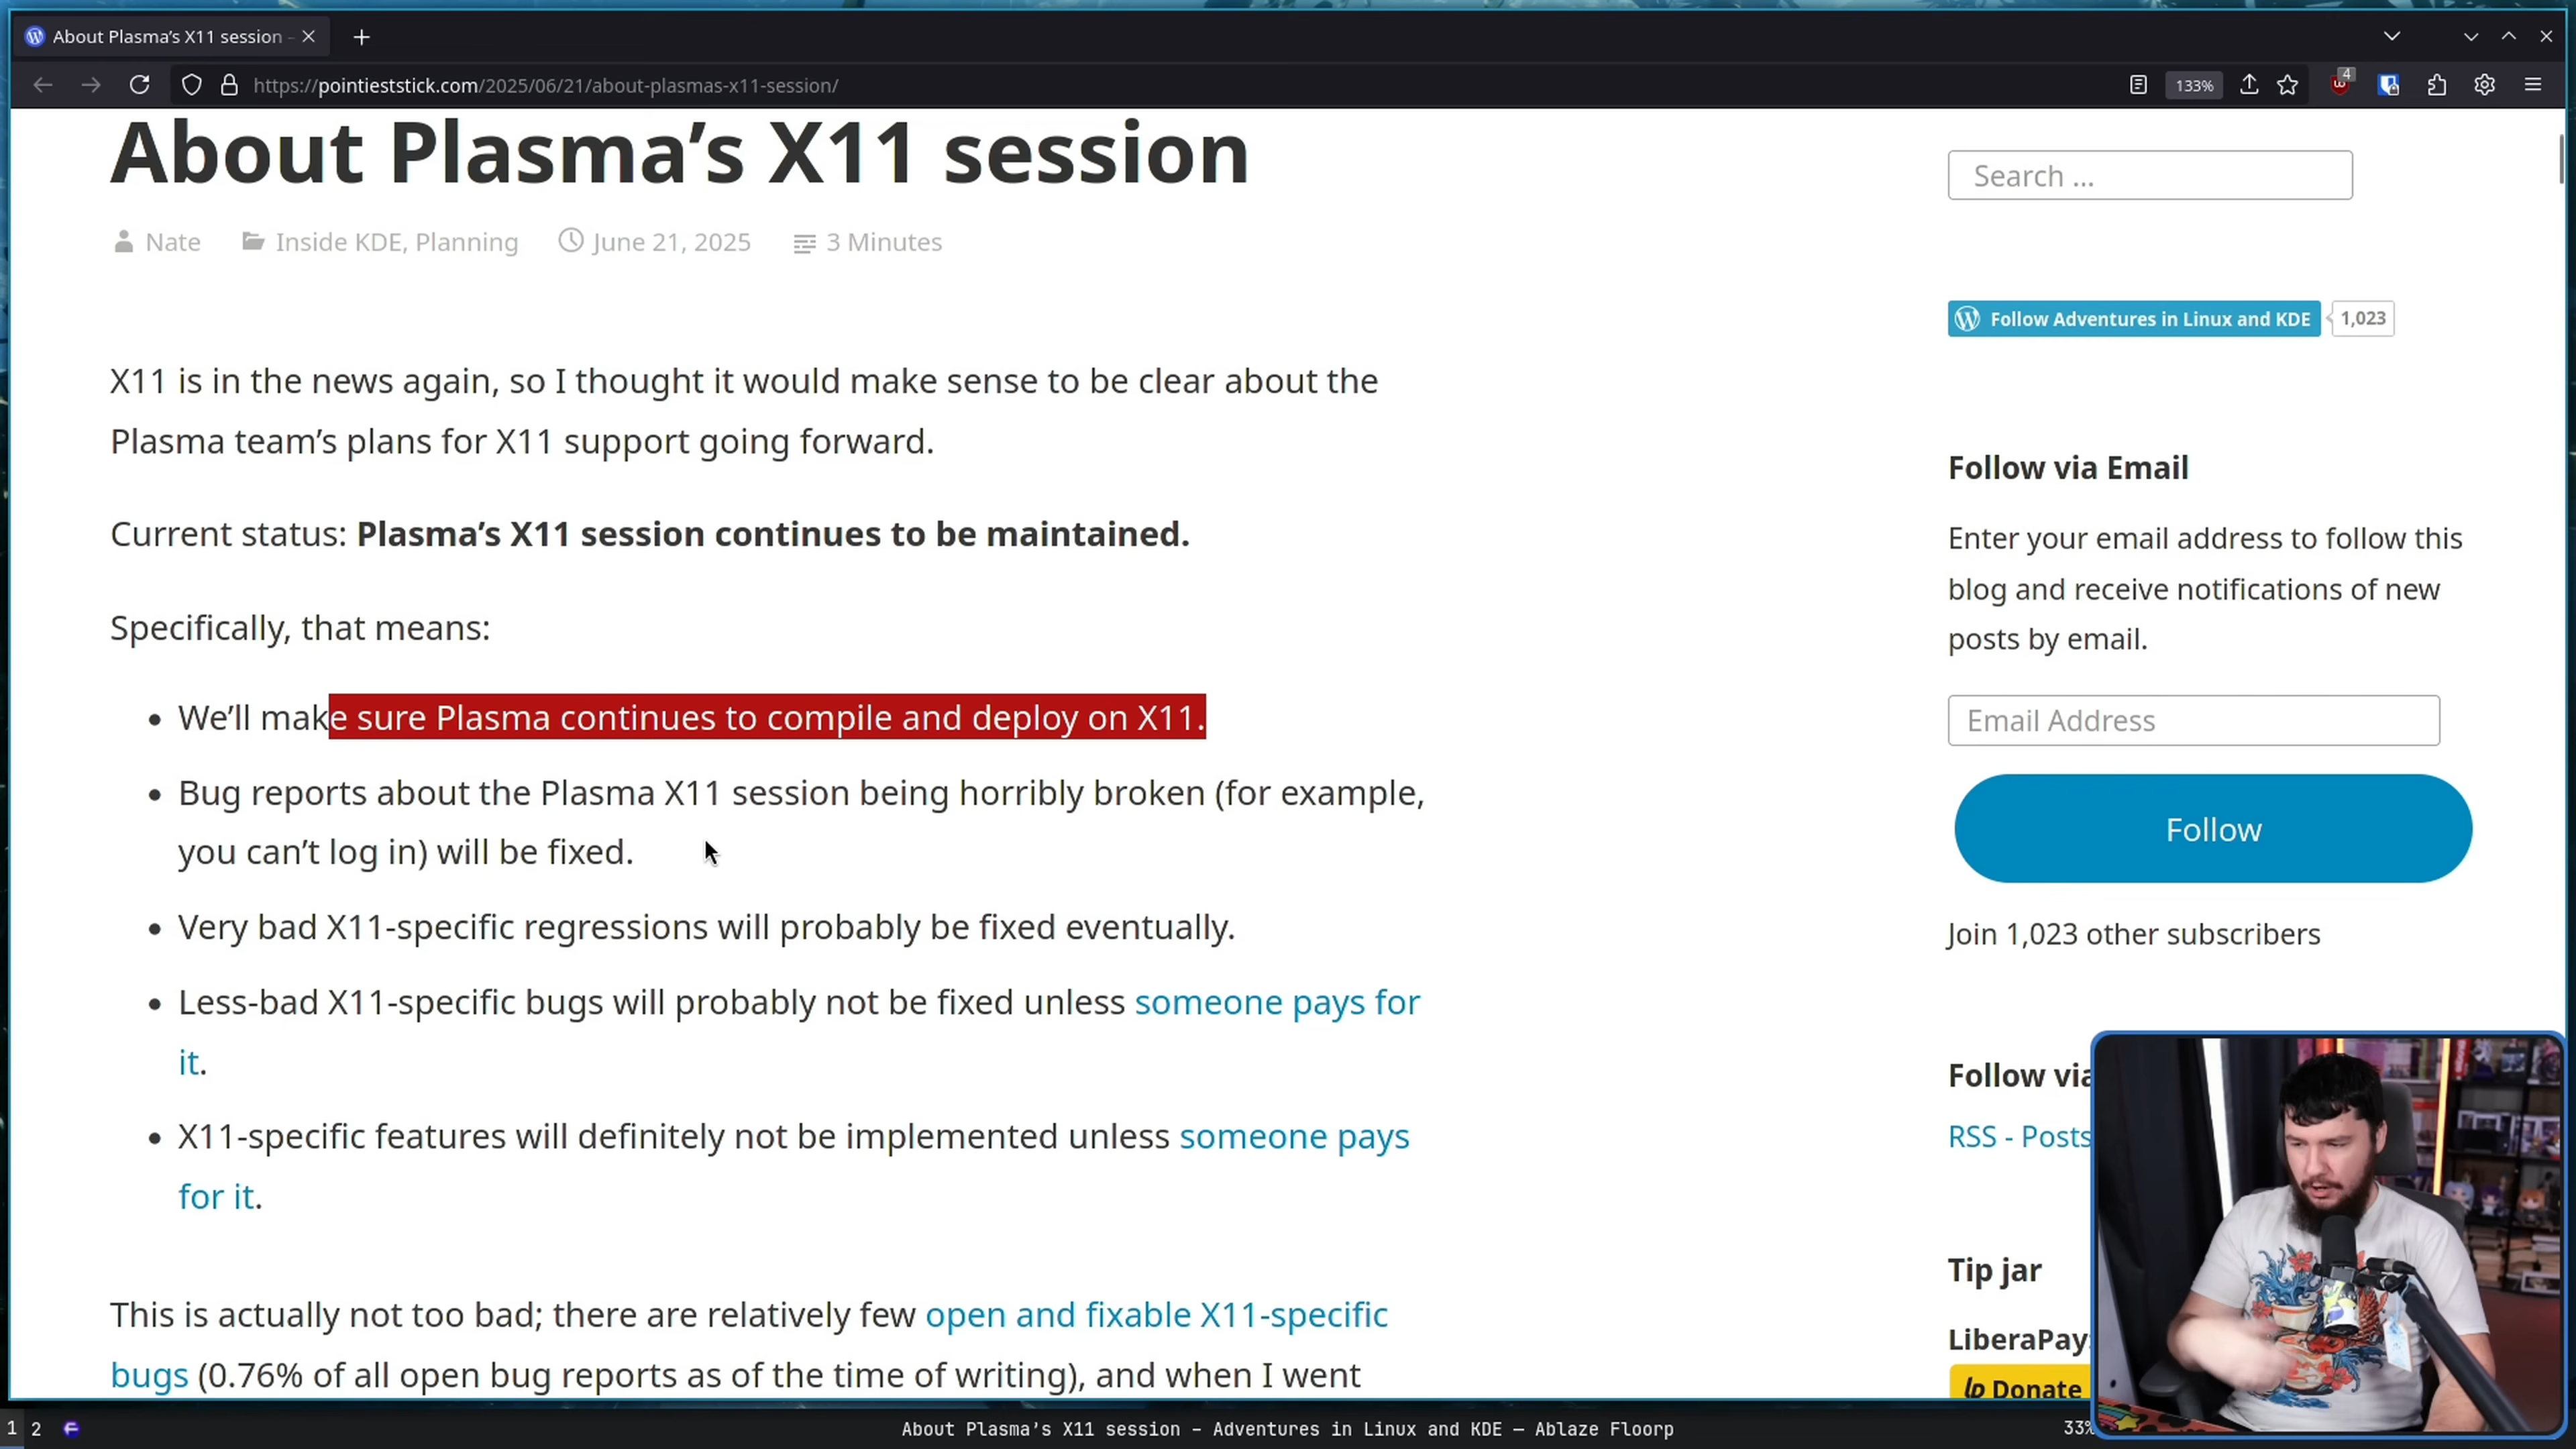 About Plasma’s X11 session -
https://pointieststick.com/2025/06/21/about-plasmas-x11-session/
133%
4
About Plasma’s X11 session
Nate Inside KDE, Planning June 21, 2025 3 Minutes
X11 is in the news again, so I thought it would make sense to be clear about the
Plasma team’s plans for X11 support going forward.
Current status: Plasma’s X11 session continues to be maintained.
Specifically, that means:
• We’ll make sure Plasma continues to compile and deploy on X11.
• Bug reports about the Plasma X11 session being horribly broken (for example,
you can’t log in) will be fixed.
• Very bad X11-specific regressions will probably be fixed eventually.
• Less-bad X11-specific bugs will probably not be fixed unless someone pays for
it.
• X11-specific features will definitely not be implemented unless someone pays
for it.
This is actually not too bad; there are relatively few open and fixable X11-specific
bugs (0.76% of all open bug reports as of the time of writing), and when I went
Search …
Follow Adventures in Linux and KDE 1,023
Follow via Email
Enter your email address to follow this
blog and receive notifications of new
posts by email.
Email Address
Follow
Join 1,023 other subscribers
Follow via
RSS - Posts
Tip jar
LiberaPay
lp Donate
1 2
About Plasma’s X11 session – Adventures in Linux and KDE — Ablaze Floorp
33%